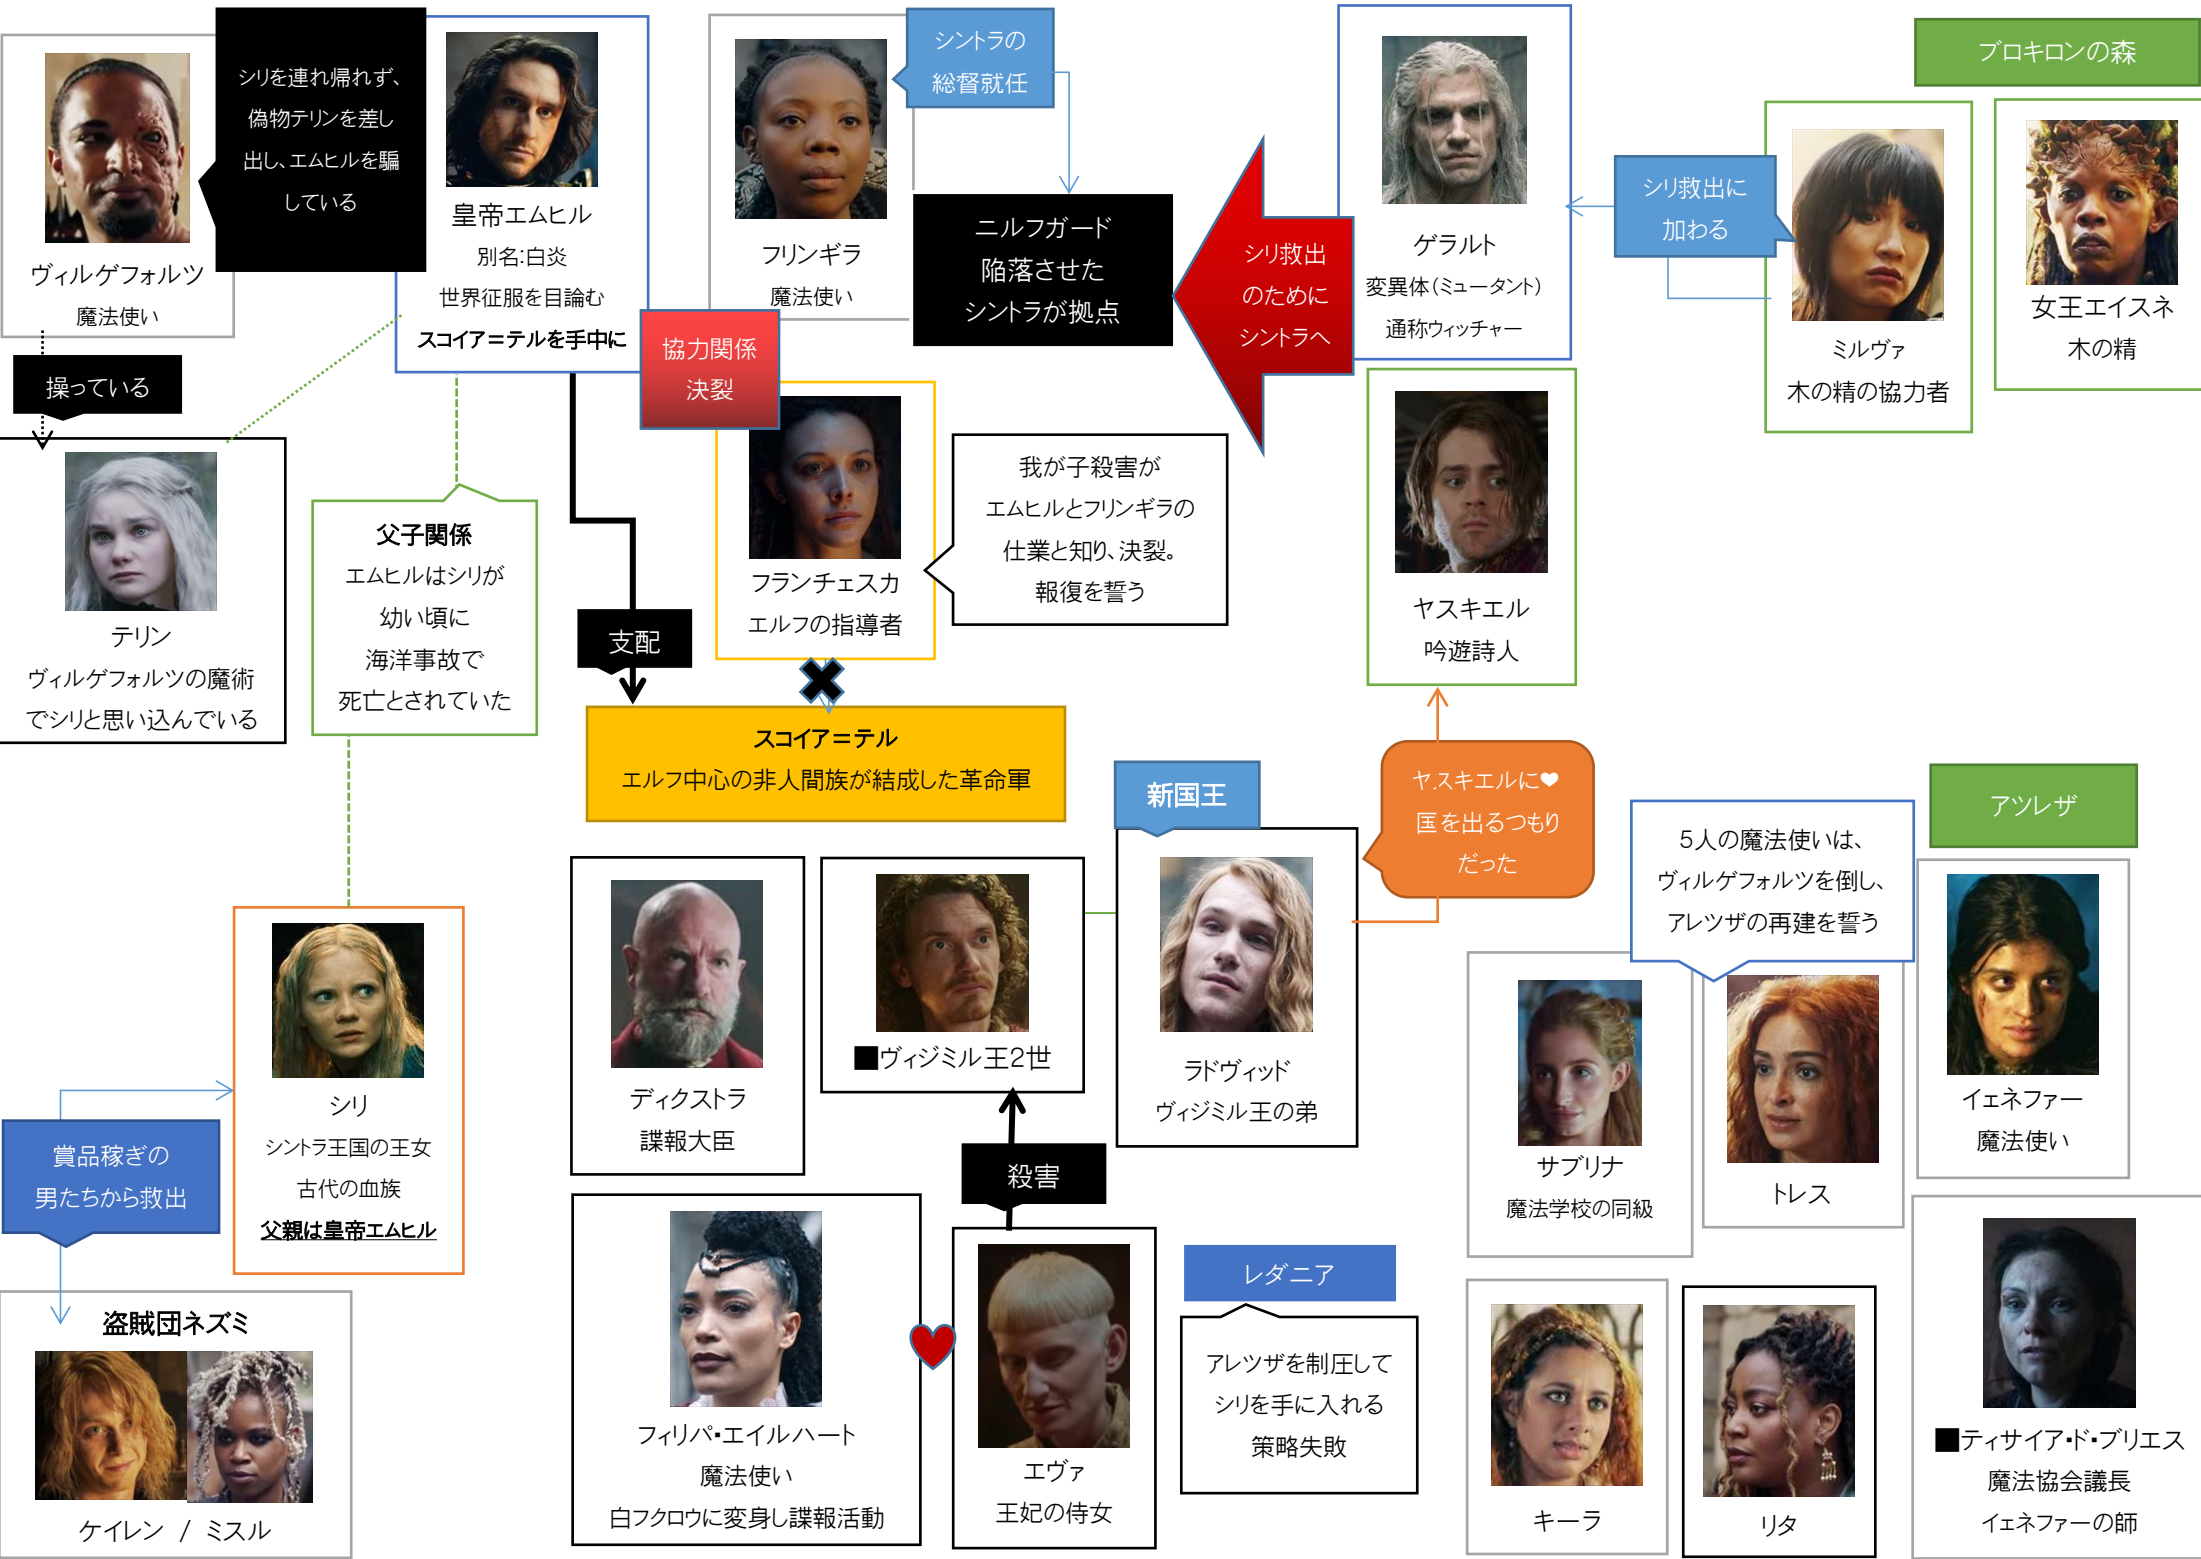 シリを連れ帰れず、
偽物テリンを差し
出し、エムヒルを騙
している
ヴィルゲフォルツ
魔法使い
操っている
皇帝エムヒル
別名:白炎
世界征服を目論む
スコイア＝テルを手中に
フリンギラ
魔法使い
シントラの
総督就任
ニルフガード
陥落させた
シントラが拠点
シリ救出
のために
シントラへ
ゲラルト
変異体（ミュータント）
通称ウィッチャー
シリ救出に
加わる
ブロキロンの森
ミルヴァ
木の精の協力者
女王エイスネ
木の精
協力関係
決裂
テリン
ヴィルゲフォルツの魔術
でシリと思い込んでいる
父子関係
エムヒルはシリが
幼い頃に
海洋事故で
死亡とされていた
支配
フランチェスカ
エルフの指導者
我が子殺害が
エムヒルとフリンギラの
仕業と知り、決裂。
報復を誓う
ヤスキエル
吟遊詩人
スコイア＝テル
エルフ中心の非人間族が結成した革命軍
新国王
ヤスキエルに❤
国を出るつもり
だった
5人の魔法使いは、
ヴィルゲフォルツを倒し、
アレツザの再建を誓う
アツレザ
シリ
シントラ王国の王女
古代の血族
父親は皇帝エムヒル
賞品稼ぎの
男たちから救出
盗賊団ネズミ
ケイレン / ミスル
ディクストラ
諜報大臣
■ヴィジミル王2世
ラドヴィッド
ヴィジミル王の弟
殺害
フィリパ・エイルハート
魔法使い
白フクロウに変身し諜報活動
エヴァ
王妃の侍女
レダニア
アレツザを制圧して
シリを手に入れる
策略失敗
サブリナ
魔法学校の同級
トレス
イェネファー
魔法使い
キーラ
リタ
■ティサイア・ド・ブリエス
魔法協会議長
イェネファーの師